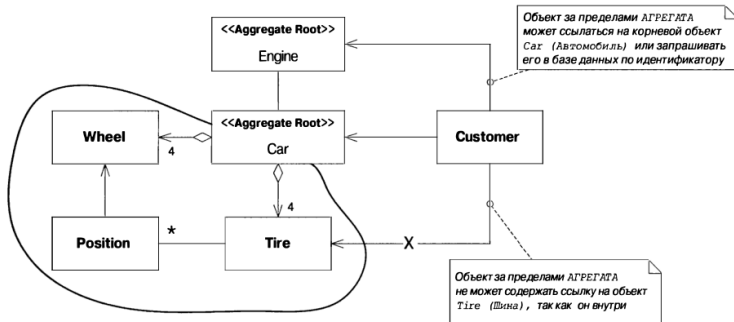 Объект за пределами АГРЕГАТА
может ссылаться на корневой объект
Car (Автомобиль) или запрашивать
его в базе данных по идентификатору
<<Aggregate Root>>
Engine
Wheel
4
<<Aggregate Root>>
Car
Customer
4
Position
*
Tire
X
Объект за пределами АГРЕГАТА
не может содержать ссылку на объект
Tire (Шина), так как он внутри